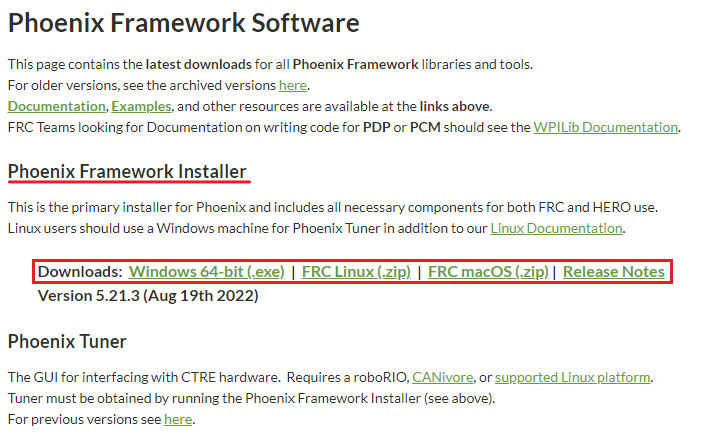 Phoenix Framework Software
This page contains the latest downloads for all Phoenix Framework libraries and tools.
For older versions, see the archived versions here.
Documentation, Examples, and other resources are available at the links above.
FRC Teams looking for Documentation on writing code for PDP or PCM should see the WPILib Documentation.
Phoenix Framework Installer
This is the primary installer for Phoenix and includes all necessary components for both FRC and HERO use.
Linux users should use a Windows machine for Phoenix Tuner in addition to our Linux Documentation.
Downloads: Windows 64-bit (.exe) | FRC Linux (.zip) | FRC macOS (.zip) | Release Notes
Version 5.21.3 (Aug 19th 2022)
Phoenix Tuner
The GUI for interfacing with CTRE hardware. Requires a roboRIO, CANivore, or supported Linux platform.
Tuner must be obtained by running the Phoenix Framework Installer (see above).
For previous versions see here.